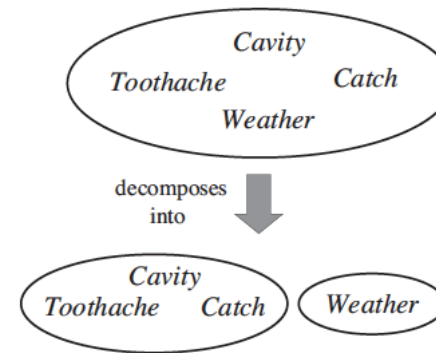 Cavity
Toothache Catch
Weather
decomposes
into
Cavity
Toothache Catch
Weather